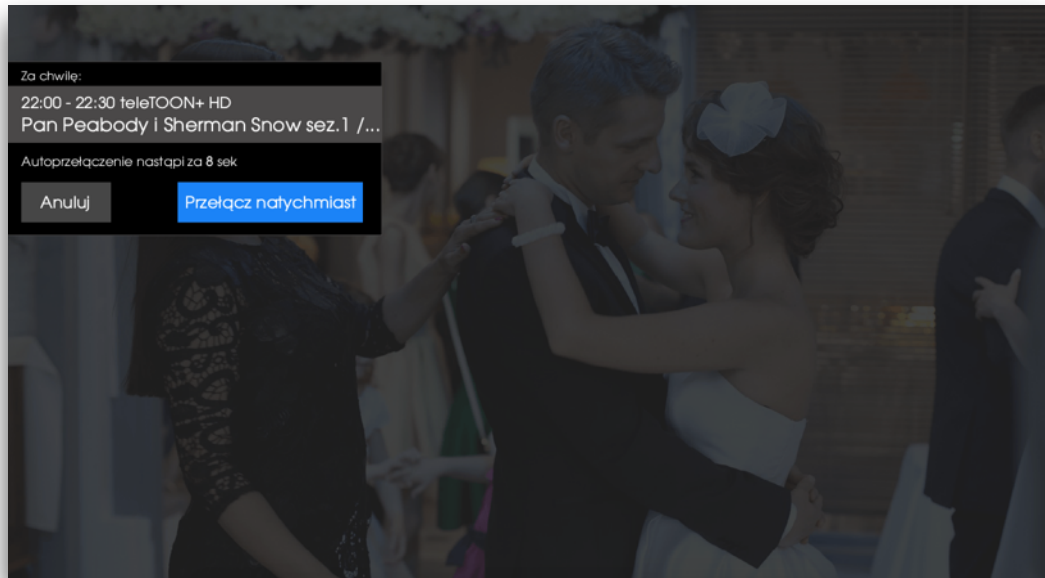 Za chwilę:
22:00 - 22:30 teleTOON+ HD
Pan Peabody i Sherman Snow sez.1 /...
Autoprzełączenie nastąpi za 8 sek
Anuluj
Przełącz natychmiast